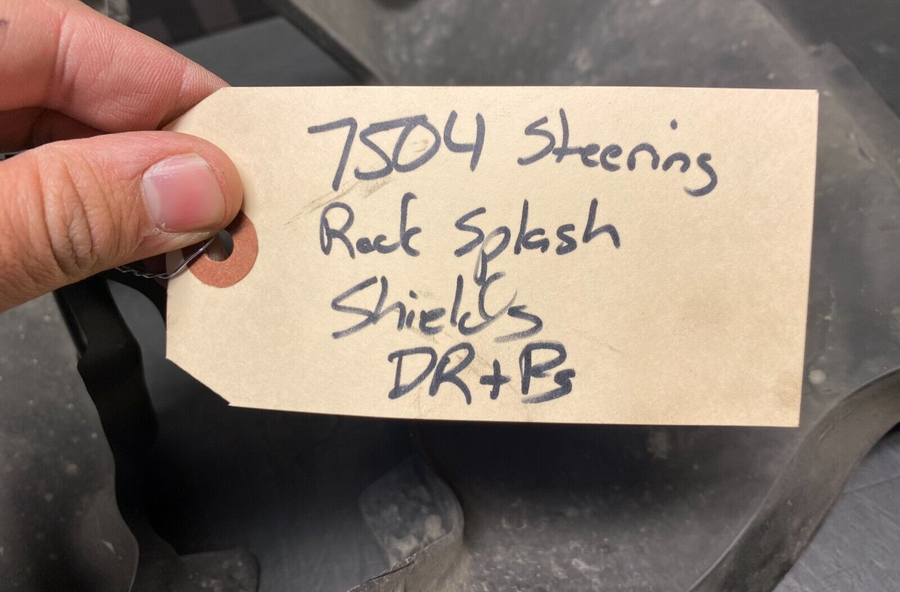 7504 Steering
Rack Splash
Shields
DR+Ps